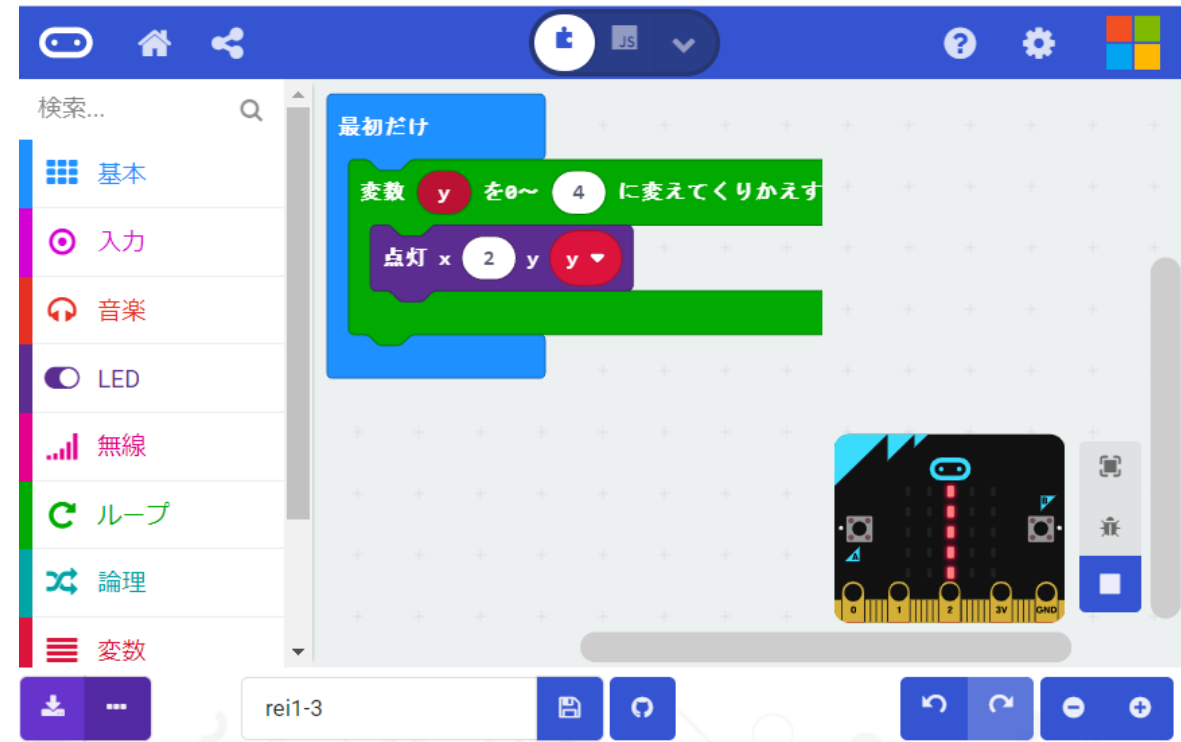 JS
?
検索...
基本
入力
音楽
LED
無線
ループ
論理
変数
最初だけ
変数 y を0～ 4 に変えてくりかえす
点灯 x 2 y y
B
A
0 1 2 3V GND
rei1-3